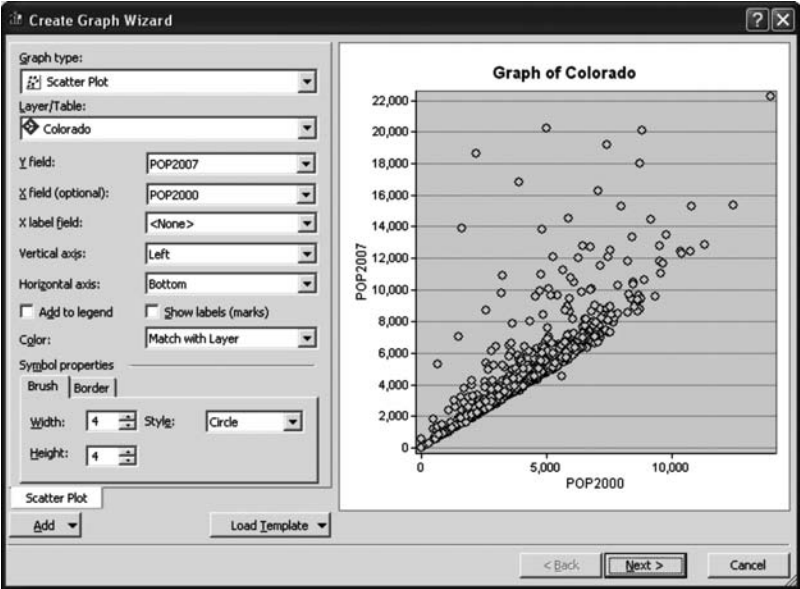 Create Graph Wizard
Graph type:
Scatter Plot
Layer/Table:
Colorado
Y field:
POP2007
X field (optional):
POP2000
X label field:
<None>
Vertical axis:
Left
Horizontal axis:
Bottom
Add to legend
Show labels (marks)
Color:
Match with Layer
Symbol properties
Brush
Border
Width:
4
Style:
Circle
Height:
4
Scatter Plot
Add
Load Template
Graph of Colorado
22,000
20,000
18,000
16,000
14,000
12,000
10,000
8,000
6,000
4,000
2,000
0
POP2007
0
5,000
10,000
POP2000
< Back
Next >
Cancel